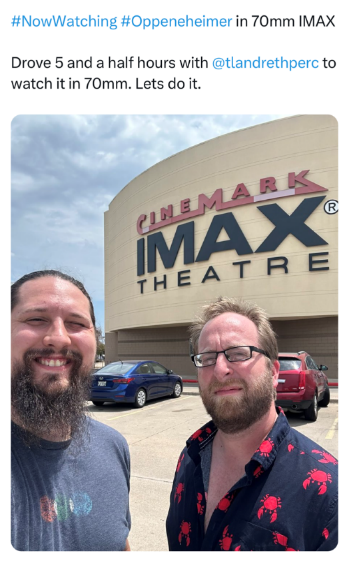 #NowWatching #Oppeneheimer in 70mm IMAX
Drove 5 and a half hours with @tlandrethperc to
watch it in 70mm. Lets do it.
CINEMARK
IMAX®
THEATRE